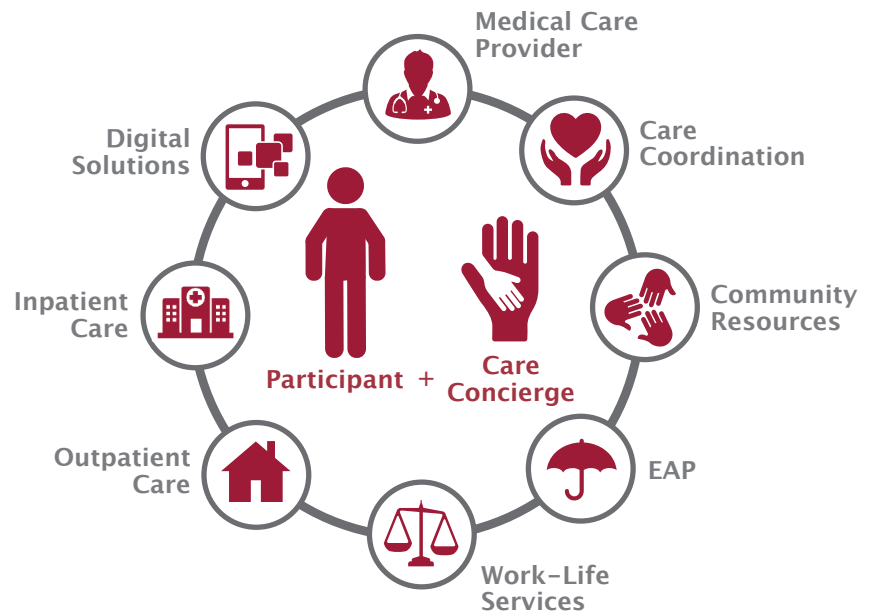 Medical Care
Provider
Digital
Solutions
Care
Coordination
Inpatient
Care
Community
Resources
Participant + Care
Concierge
Outpatient
Care
EAP
Work-Life
Services